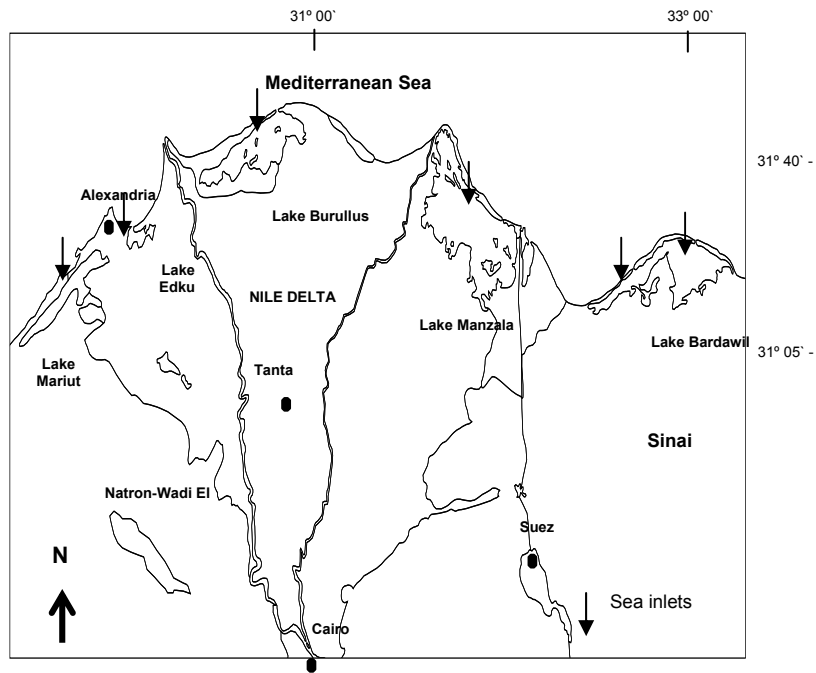 31º 00`
33º 00`
Mediterranean Sea
31º 40` -
Alexandria
Lake Burullus
Lake
Edku
NILE DELTA
Lake Manzala
Lake Bardawil
31º 05` -
Lake
Mariut
Tanta
Sinai
Natron-Wadi El
Suez
N
Sea inlets
Cairo